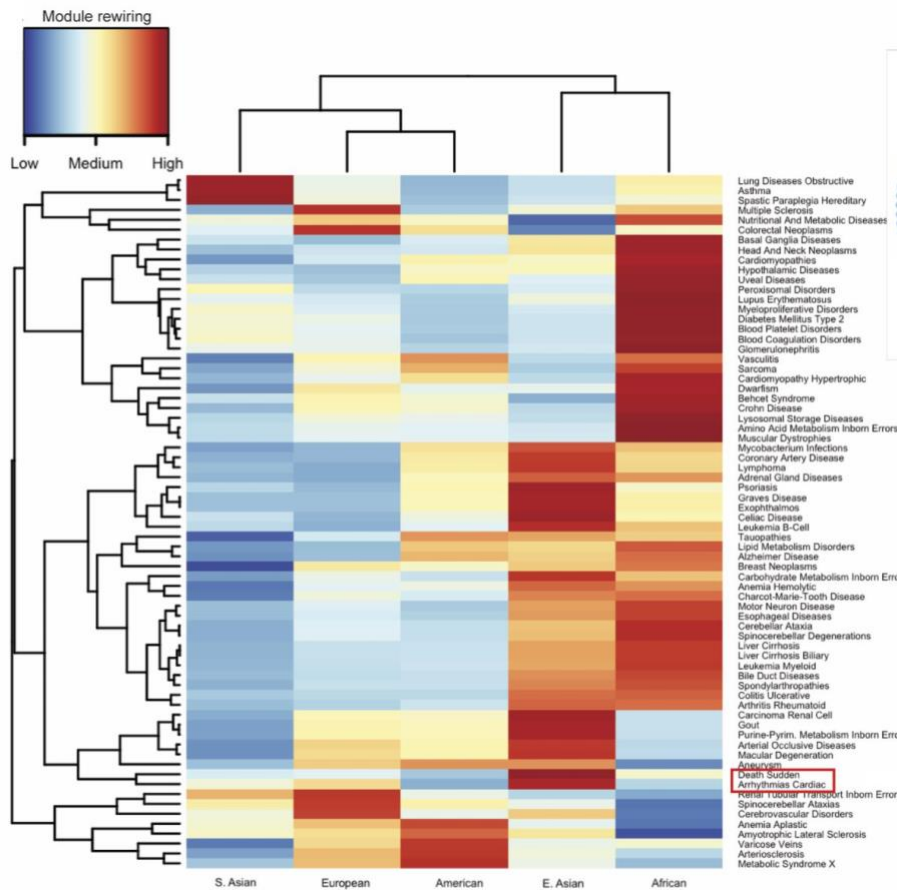 Module rewiring
Low Medium High
Lung Diseases Obstructive
Asthma
Spastic Paraplegia Hereditary
Multiple Sclerosis
Nutritional And Metabolic Diseases
Colorectal Neoplasms
Basal Ganglia Diseases
Head And Neck Neoplasms
Cardiomyopathies
Hypothalamic Diseases
Uveal Diseases
Peroxisomal Disorders
Lupus Erythematosus
Myeloproliferative Disorders
Diabetes Mellitus Type 2
Blood Platelet Disorders
Blood Coagulation Disorders
Glomerulonephritis
Vasculitis
Sarcoma
Cardiomyopathy Hypertrophic
Dwarfism
Behcet Syndrome
Crohn Disease
Lysosomal Storage Diseases
Amino Acid Metabolism Inborn Errors
Muscular Dystrophies
Mycobacterium Infections
Coronary Artery Disease
Lymphoma
Adrenal Gland Diseases
Psoriasis
Graves Disease
Exophthalmos
Celiac Disease
Leukemia B-Cell
Tauopathies
Lipid Metabolism Disorders
Alzheimer Disease
Breast Neoplasms
Carbohydrate Metabolism Inborn Erro
Anemia Hemolytic
Charcot-Marie-Tooth Disease
Motor Neuron Disease
Esophageal Diseases
Cerebellar Ataxia
Spinocerebellar Degenerations
Liver Cirrhosis
Liver Cirrhosis Biliary
Leukemia Myeloid
Bile Duct Diseases
Spondylarthropathies
Colitis Ulcerative
Arthritis Rheumatoid
Carcinoma Renal Cell
Gout
Purine-Pyrim. Metabolism Inborn Erro
Arterial Occlusive Diseases
Macular Degeneration
Aneurysm
Death Sudden
Arrhythmias Cardiac
Renal Tubular Transport Inborn Error
Spinocerebellar Ataxias
Cerebrovascular Disorders
Anemia Aplastic
Amyotrophic Lateral Sclerosis
Varicose Veins
Arteriosclerosis
Metabolic Syndrome X
S. Asian European American E. Asian African